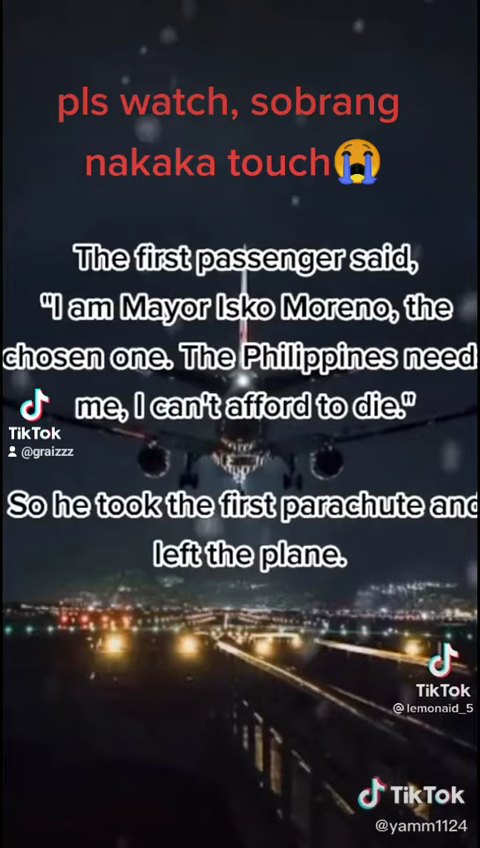 pls watch, sobrang
nakaka touch😭
The first passenger said,
"I am Mayor Isko Moreno, the
chosen one. The Philippines need
me, I can't afford to die."
TikTok
@graizzz
So he took the first parachute and
left the plane.
TikTok
@lemonaid_5
TikTok
@yamm1124